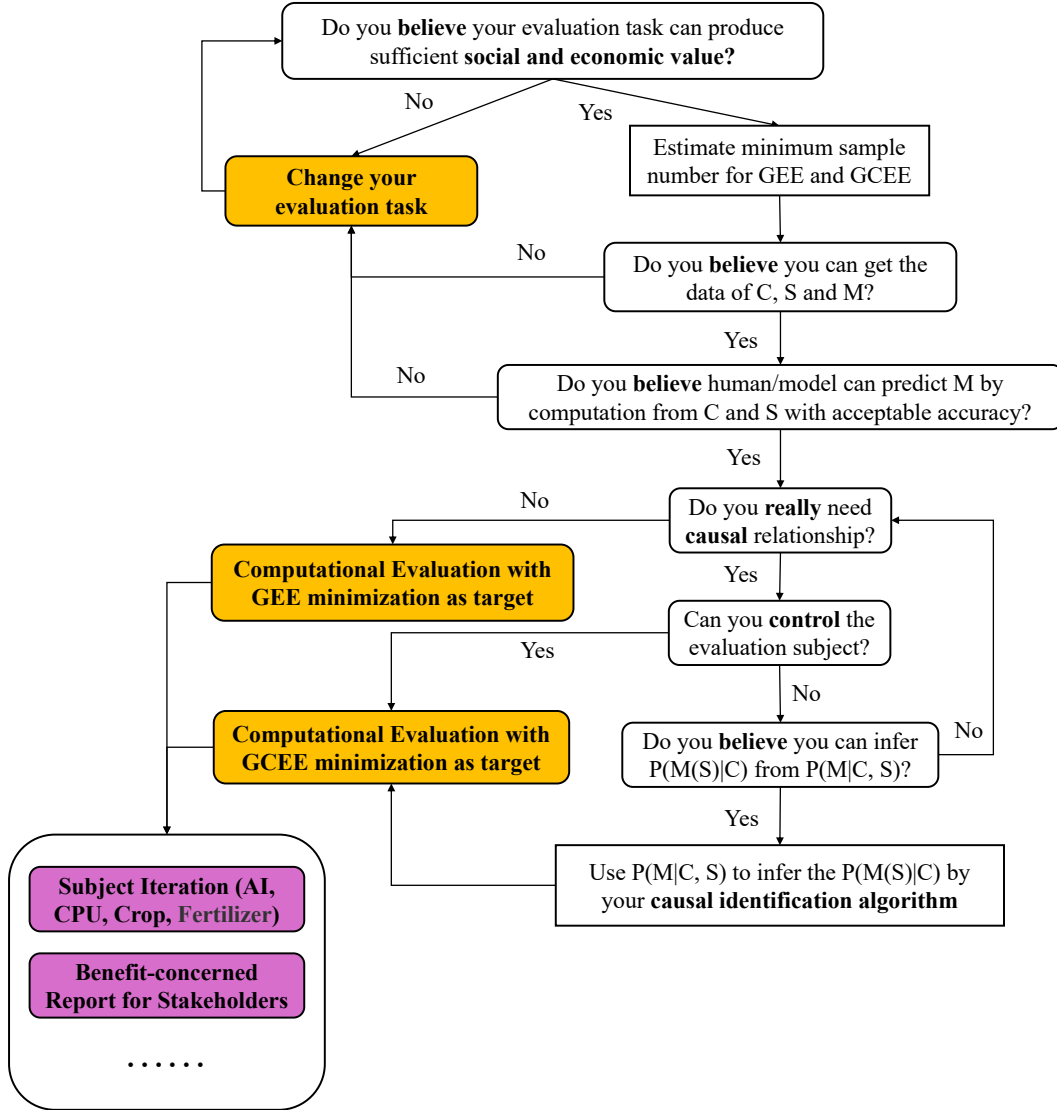 Do you believe your evaluation task can produce
sufficient social and economic value?
No
Yes
Change your
evaluation task
Estimate minimum sample
number for GEE and GCEE
No
Do you believe you can get the
data of C, S and M?
Yes
No
Do you believe human/model can predict M by
computation from C and S with acceptable accuracy?
Yes
No
Do you really need
causal relationship?
Computational Evaluation with
GEE minimization as target
Yes
Can you control the
evaluation subject?
Yes
No
Computational Evaluation with
GCEE minimization as target
Do you believe you can infer
P(M(S)|C) from P(M|C, S)?
No
Yes
Use P(M|C, S) to infer the P(M(S)|C) by
your causal identification algorithm
Subject Iteration (AI,
CPU, Crop, Fertilizer)
Benefit-concerned
Report for Stakeholders
......